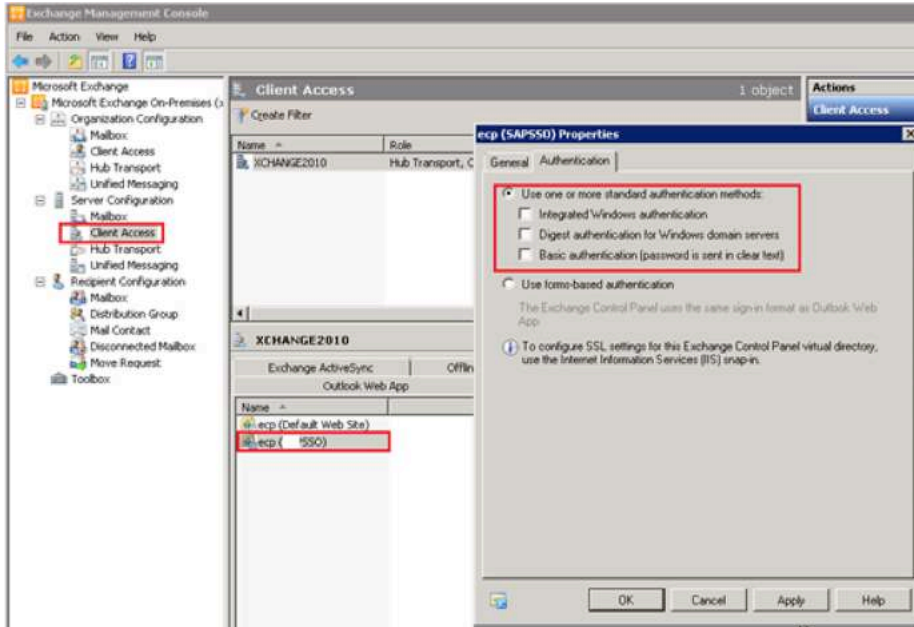 Exchange Management Console
File Action View Help
Microsoft Exchange
Microsoft Exchange On-Premises (x
Organization Configuration
Mailbox
Client Access
Hub Transport
Unified Messaging
Server Configuration
Mailbox
Client Access
Hub Transport
Unified Messaging
Recipient Configuration
Mailbox
Distribution Group
Mail Contact
Disconnected Mailbox
Move Request
Toolbox
Client Access 1 object
Create Filter
Name Role
XCHANGE2010 Hub Transport, C
XCHANGE2010
Exchange ActiveSync Offlin
Outlook Web App
Name
ecp (Default Web Site)
ecp ( SSO)
Actions
Client Access
ecp (SAPSSO) Properties
General Authentication
Use one or more standard authentication methods:
Integrated Windows authentication
Digest authentication for Windows domain servers
Basic authentication (password is sent in clear text)
Use forms-based authentication
The Exchange Control Panel uses the same sign-in format as Outlook Web
App
To configure SSL settings for this Exchange Control Panel virtual directory,
use the Internet Information Services (IIS) snap-in.
OK Cancel Apply Help